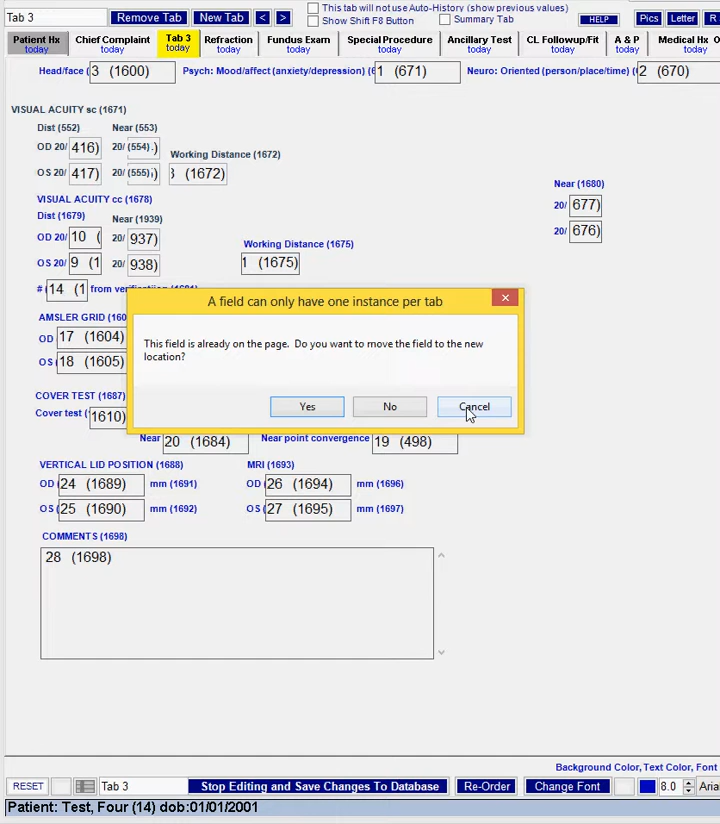 Tab 3 Remove Tab New Tab < > This tab will not use Auto-History (show previous values)
Show Shift F8 Button Summary Tab HELP Pics Letter R
Patient Hx Chief Complaint Tab 3 Refraction Fundus Exam Special Procedure Ancillary Test CL Followup/Fit A & P Medical Hx O
today today today today today today today today today today
Head/face ( 3 (1600) Psych: Mood/affect (anxiety/depression) (6 1 (671) Neuro: Oriented (person/place/time) ( 2 (670)
VISUAL ACUITY sc (1671)
Dist (552) Near (553)
OD 20/ 416) 20/ (554).) Working Distance (1672)
OS 20/ 417) 20/ (555) (1672)
VISUAL ACUITY cc (1678) Near (1680)
Dist (1679) Near (1939) 20/ 677)
OD 20/ 10 ( 20/ 937) 20/ 676)
Working Distance (1675)
OS 20/ 9 (1 20/ 938) 1 (1675)
# ( 14 (1 from
A field can only have one instance per tab
This field is already on the page. Do you want to move the field to the new
location?
Yes No Cancel
AMSLER GRID (160
OD 17 (1604)
OS ( 18 (1605)
COVER TEST (1687)
Cover test ( 1610)
Near 20 (1684) Near point convergence 19 (498)
VERTICAL LID POSITION (1688) MRI (1693)
OD ( 24 (1689) mm (1691) OD ( 26 (1694) mm (1696)
OS ( 25 (1690) mm (1692) OS ( 27 (1695) mm (1697)
COMMENTS (1698)
28 (1698)
Background Color, Text Color, Font
RESET Tab 3 Stop Editing and Save Changes To Database Re-Order Change Font 8.0 Aria
Patient: Test, Four (14) dob:01/01/2001